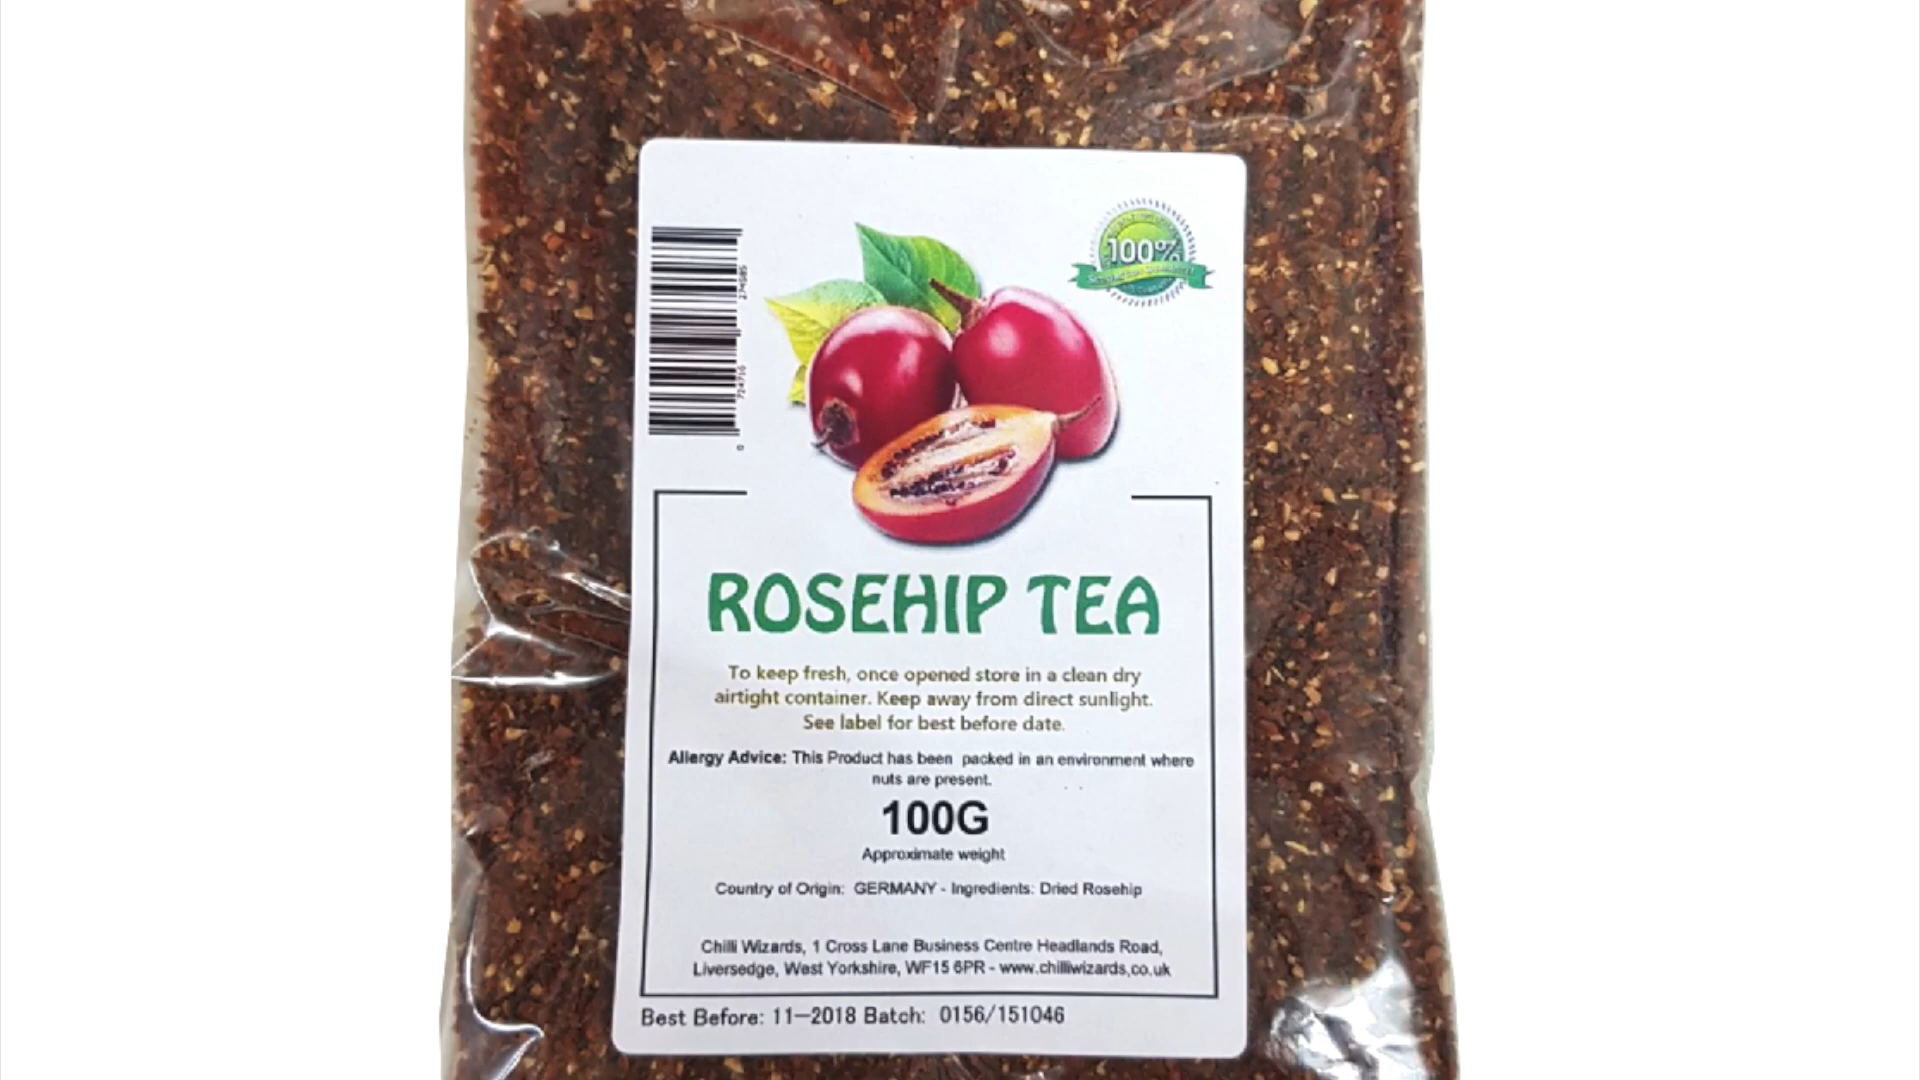 100%
ROSEHIP TEA
To keep fresh, once opened store in a clean dry
airtight container. Keep away from direct sunlight.
See label for best before date.
Allergy Advice: This Product has been packed in an environment where
nuts are present.
100G
Approximate weight
Country of Origin: GERMANY - Ingredients: Dried Rosehip
Chilli Wizards, 1 Cross Lane Business Centre Headlands Road,
Liversedge, West Yorkshire, WF15 6PR - www.chilliwizards.co.uk
Best Before: 11-2018 Batch: 0156/151046